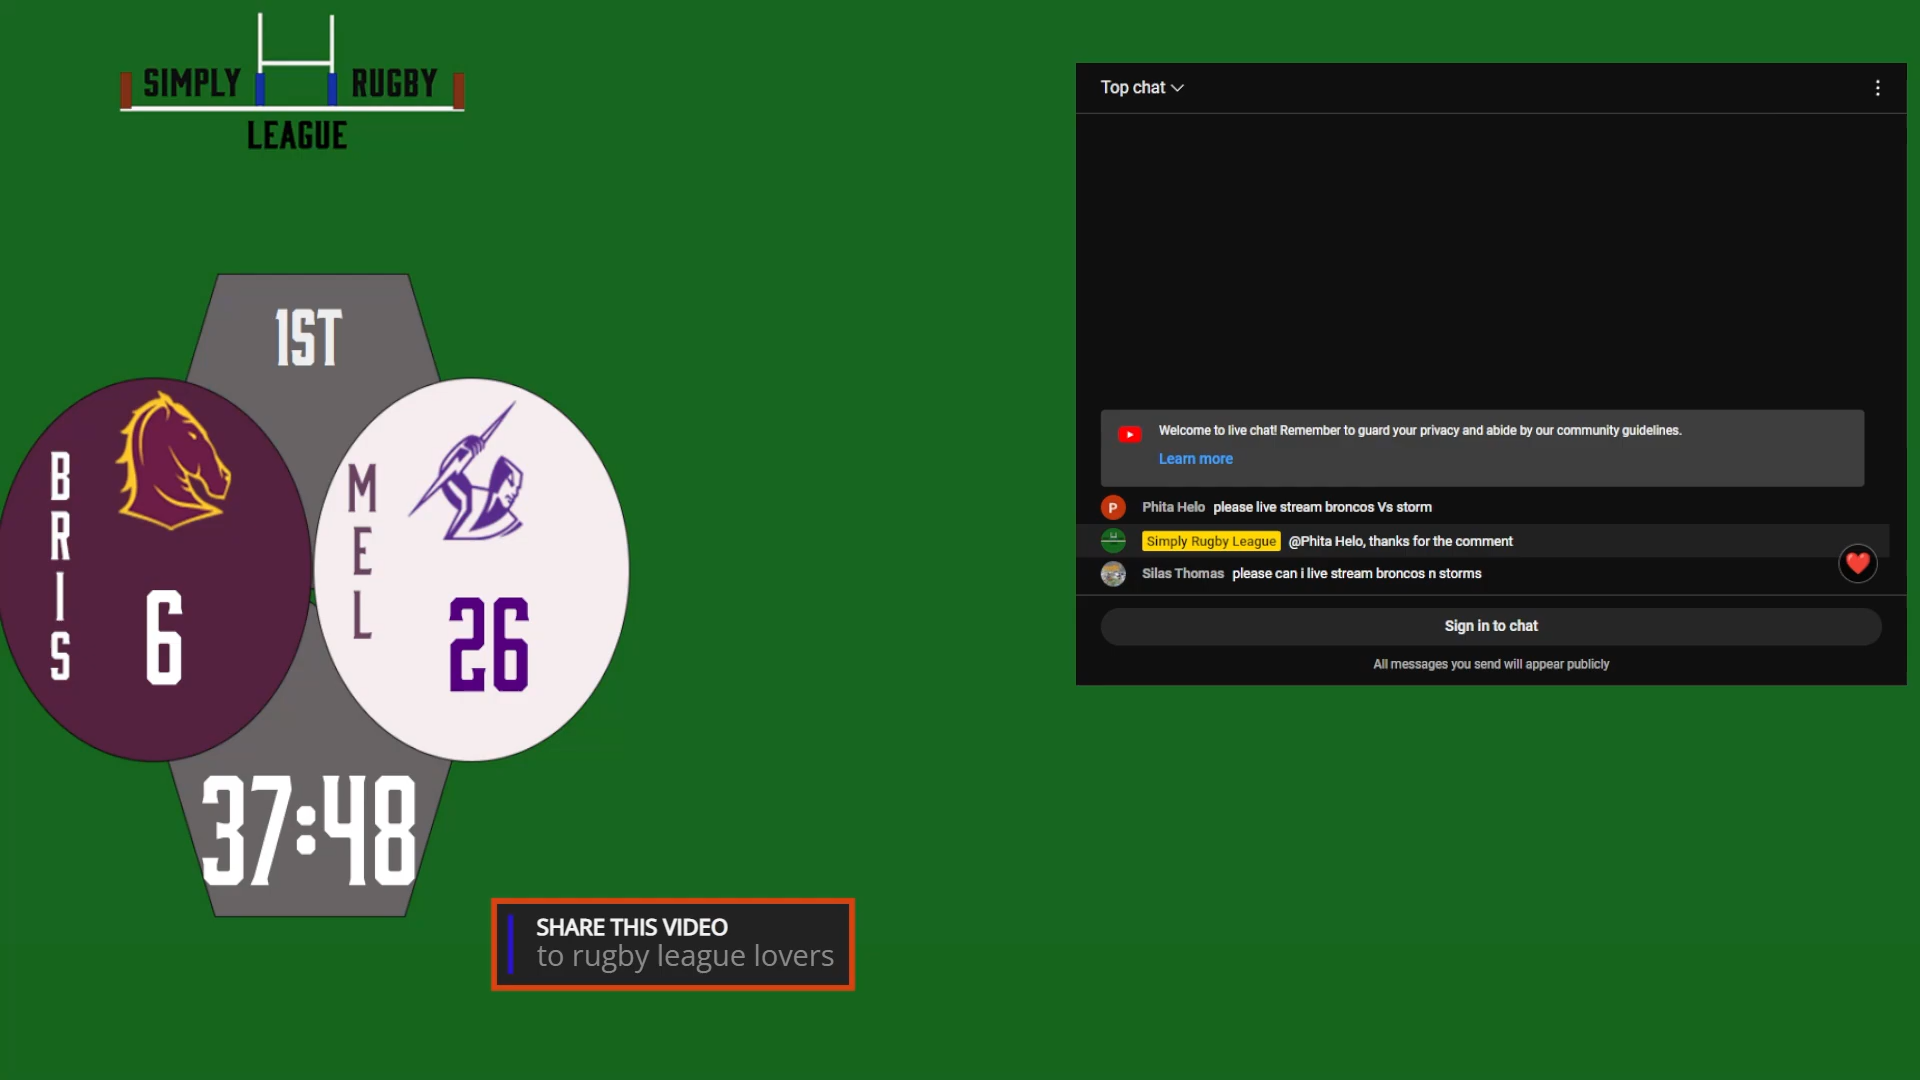 SIMPLY RUGBY
LEAGUE
1ST
BRIS
6
MEL
26
37:48
SHARE THIS VIDEO
to rugby league lovers
Top chat
Welcome to live chat! Remember to guard your privacy and abide by our community guidelines.
Learn more
P Phita Helo please live stream broncos Vs storm
Simply Rugby League @Phita Helo, thanks for the comment
Silas Thomas please can i live stream broncos n storms
Sign in to chat
All messages you send will appear publicly